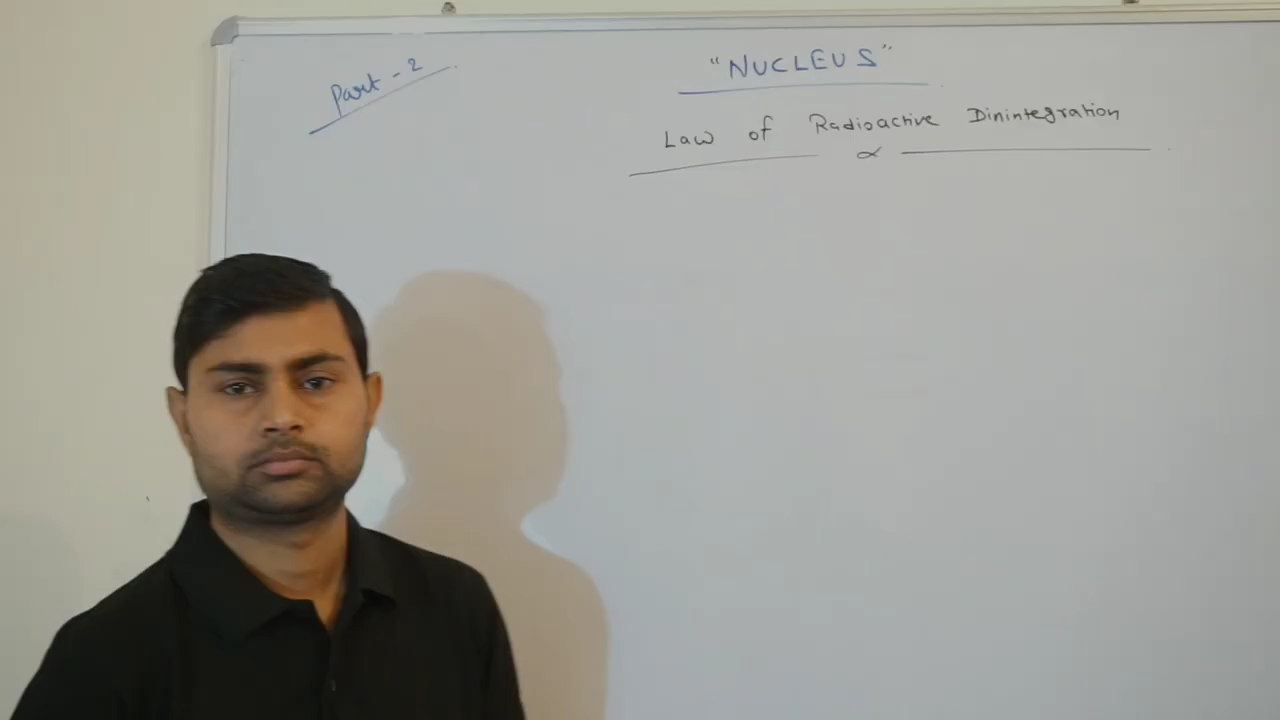 Part - 2
"NUCLEUS"
Law of Radioactive Dinintegration
∝